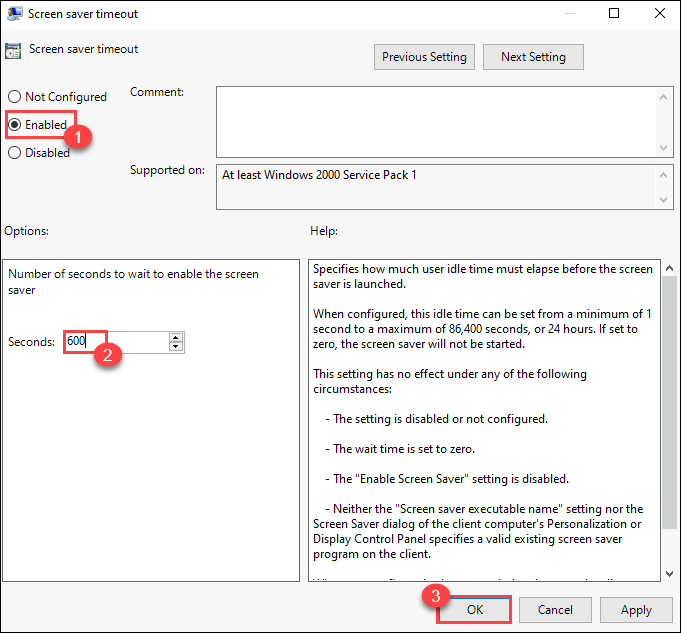 Screen saver timeout
Screen saver timeout
Previous Setting
Next Setting
Not Configured
Enabled
1
Disabled
Comment:
Supported on:
At least Windows 2000 Service Pack 1
Options:
Help:
Number of seconds to wait to enable the screen
saver
Seconds:
600
2
Specifies how much user idle time must elapse before the screen
saver is launched.
When configured, this idle time can be set from a minimum of 1
second to a maximum of 86,400 seconds, or 24 hours. If set to
zero, the screen saver will not be started.
This setting has no effect under any of the following
circumstances:
- The setting is disabled or not configured.
- The wait time is set to zero.
- The "Enable Screen Saver" setting is disabled.
- Neither the "Screen saver executable name" setting nor the
Screen Saver dialog of the client computer's Personalization or
Display Control Panel specifies a valid existing screen saver
program on the client.
3
OK
Cancel
Apply